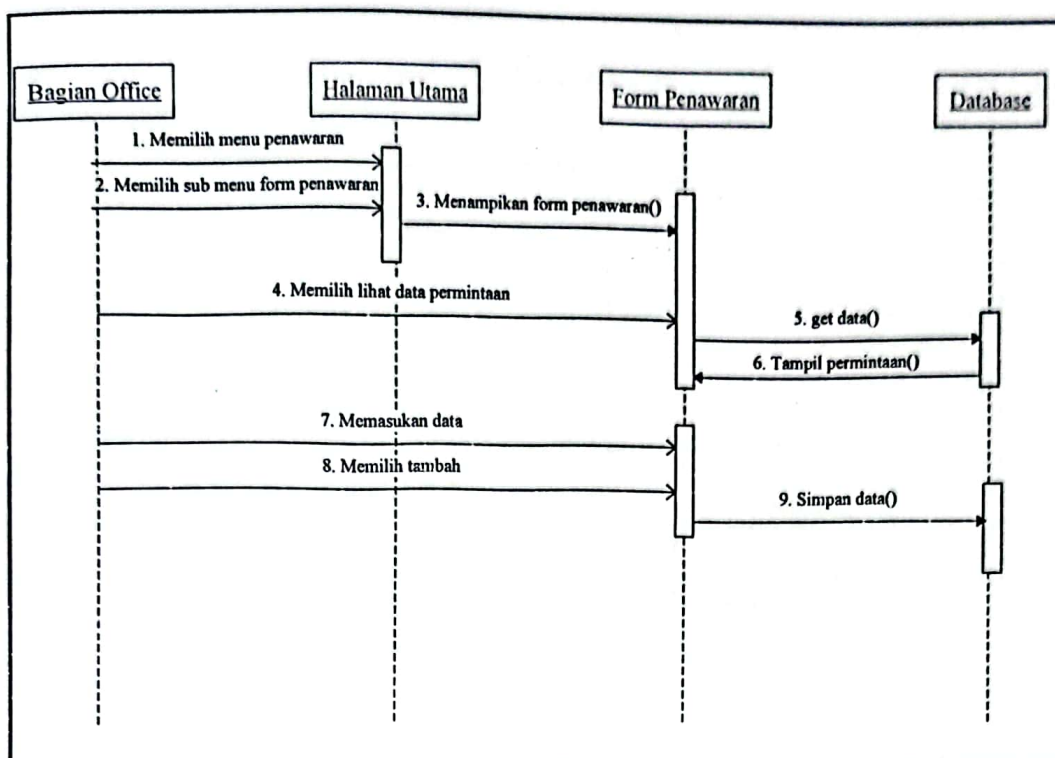 Bagian Office
Halaman Utama
Form Penawaran
Database
1. Memilih menu penawaran
2. Memilih sub menu form penawaran
3. Menampikan form penawaran()
4. Memilih lihat data permintaan
5. get data()
6. Tampil permintaan()
7. Memasukan data
8. Memilih tambah
9. Simpan data()